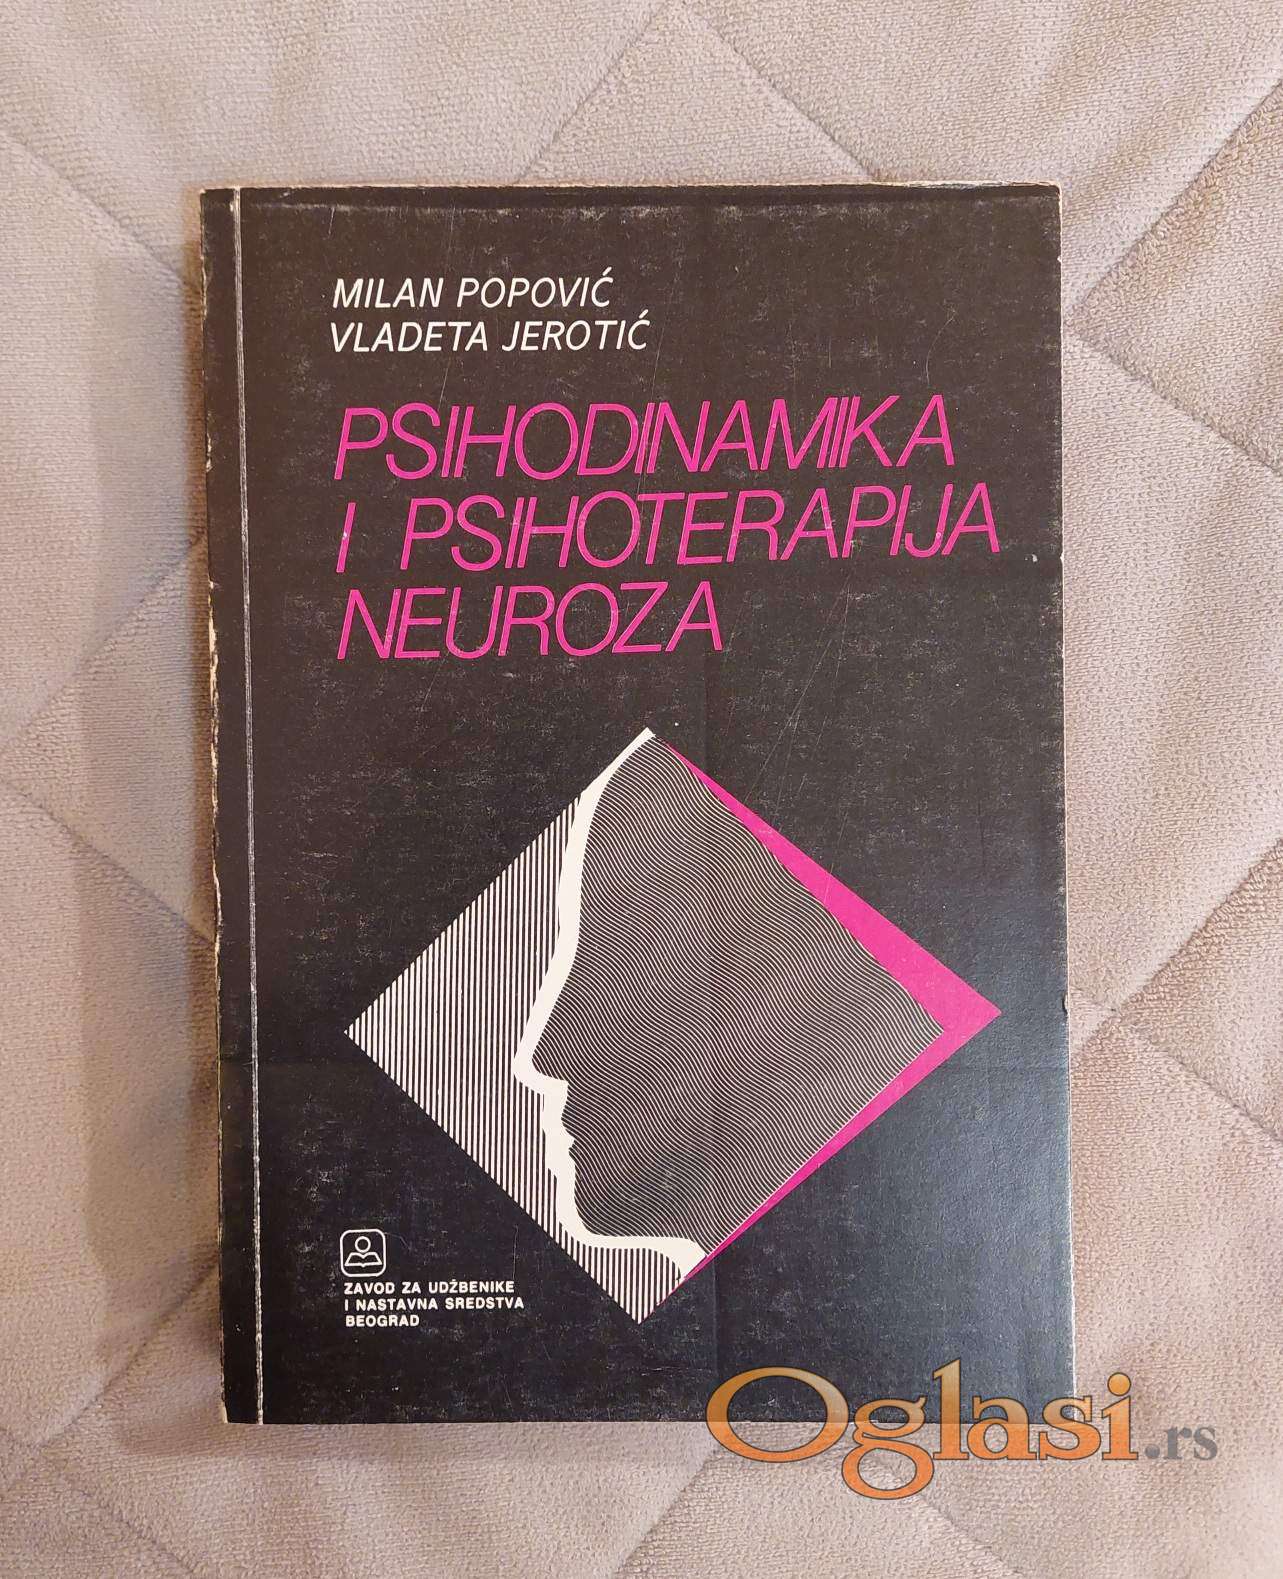 MILAN POPOVIĆ
VLADETA JEROTIĆ
PSIHODINAMIKA
I PSIHOTERAPIJA
NEUROZA
ZAVOD ZA UDŽBENIKE
I NASTAVNA SREDSTVA
BEOGRAD
Oglasi.rs